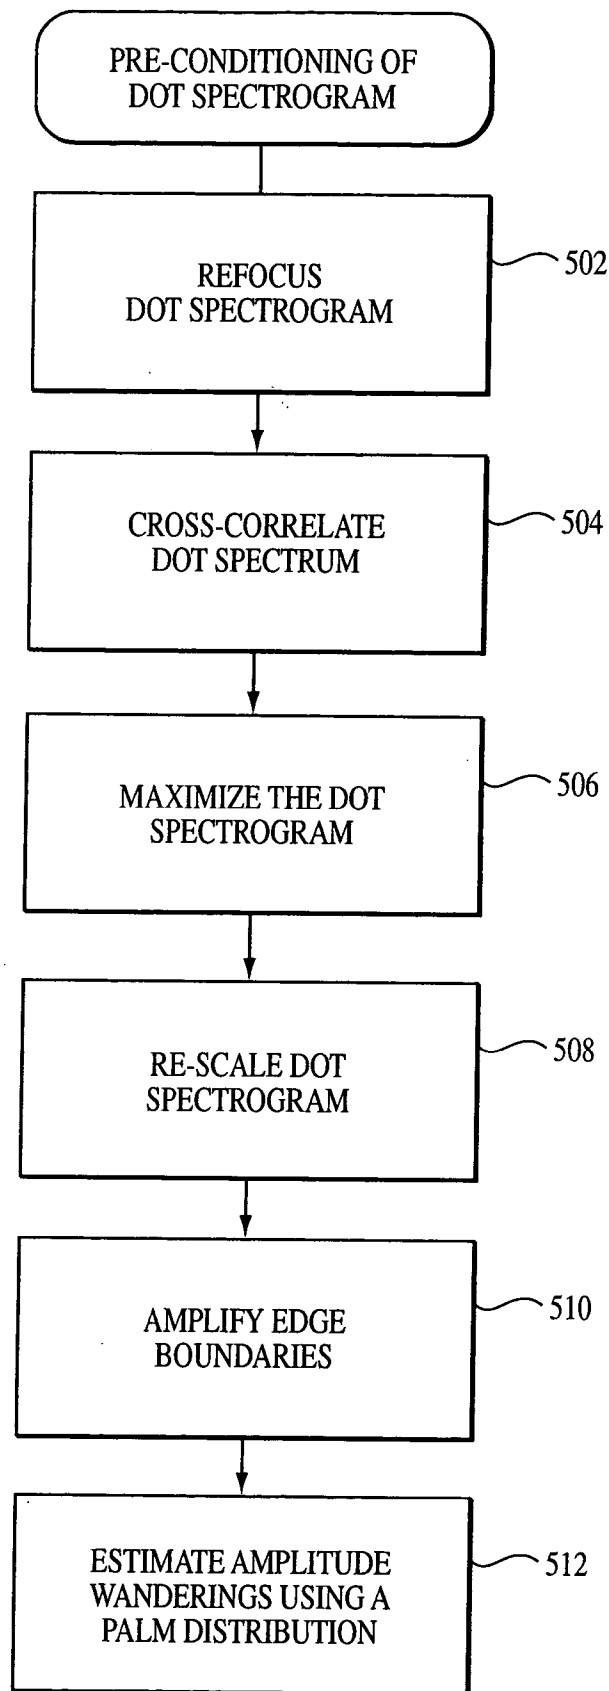 PRE-CONDITIONING OF
DOT SPECTROGRAM
502
REFOCUS
DOT SPECTROGRAM
504
CROSS-CORRELATE
DOT SPECTRUM
506
MAXIMIZE THE DOT
SPECTROGRAM
508
RE-SCALE DOT
SPECTROGRAM
510
AMPLIFY EDGE
BOUNDARIES
512
ESTIMATE AMPLITUDE
WANDERINGS USING A
PALM DISTRIBUTION